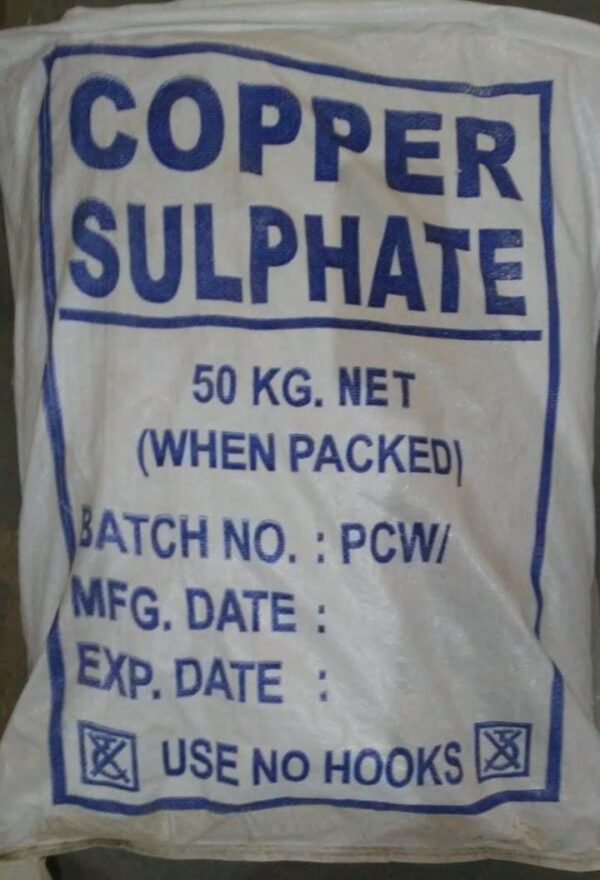 COPPER
SULPHATE
50 KG. NET
(WHEN PACKED)
BATCH NO. : PCW/
MFG. DATE :
EXP. DATE :
USE NO HOOKS